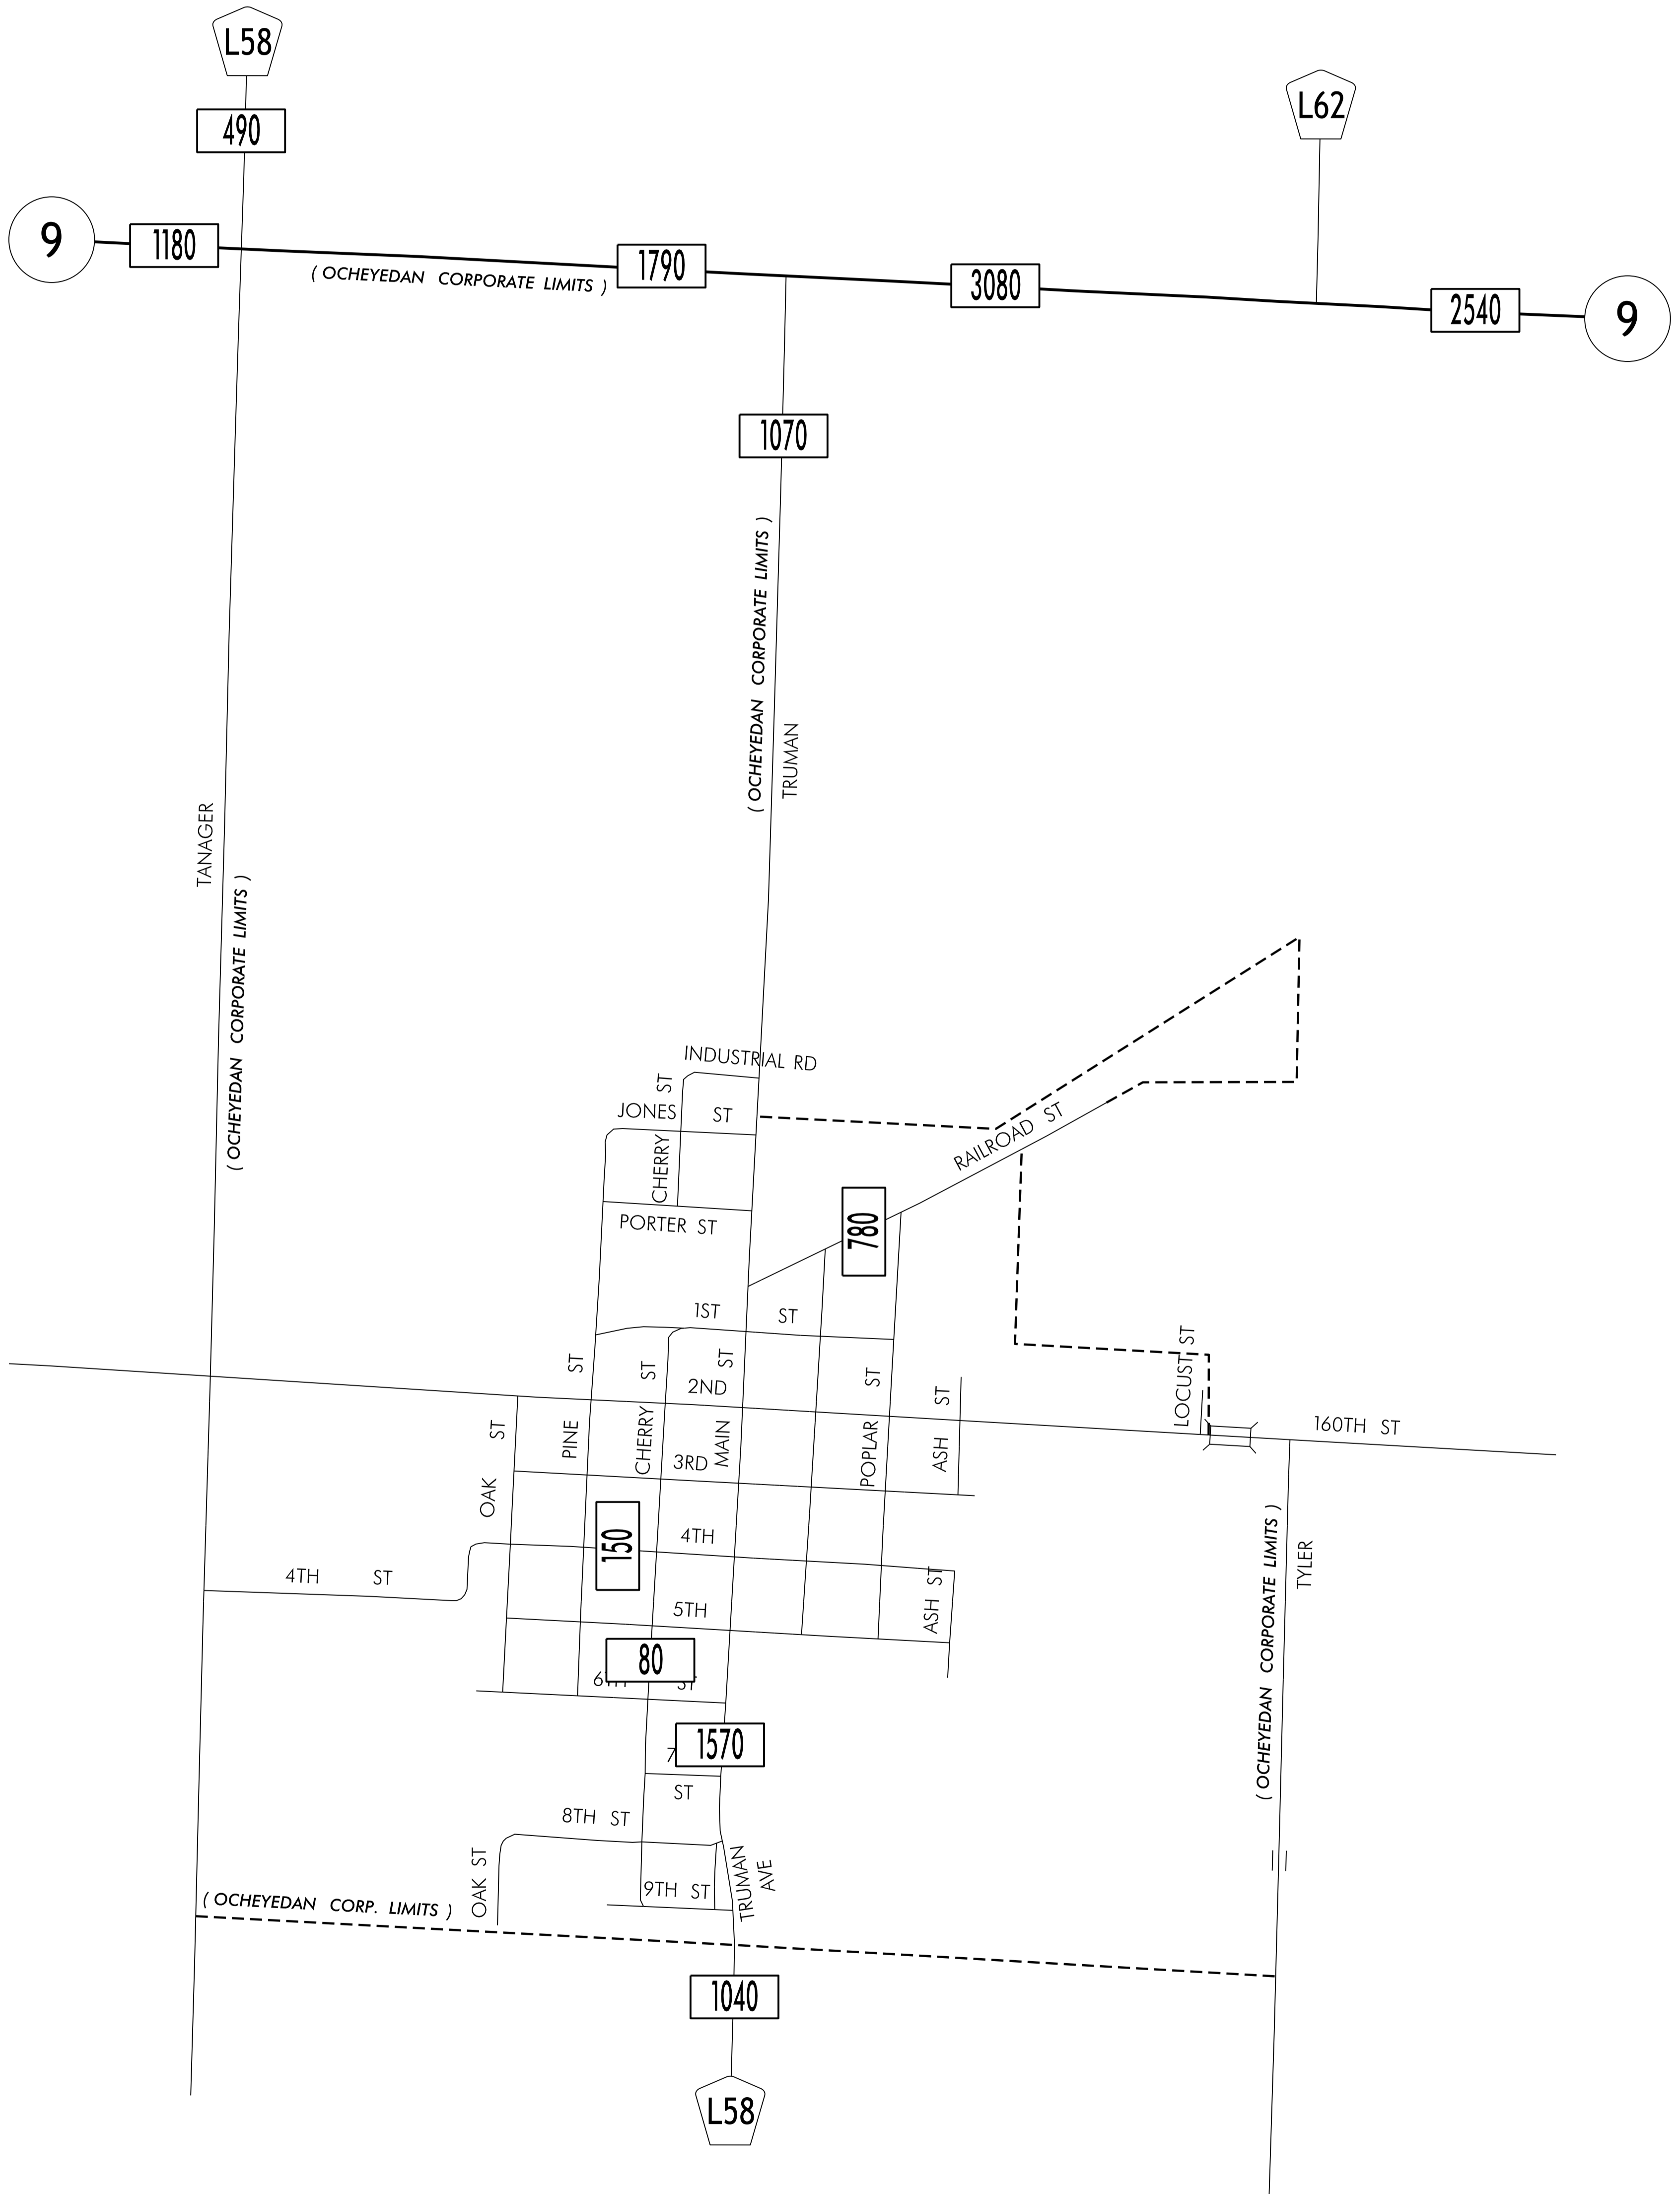 L58
490
L62
9
1180
( OCHEYEDAN CORPORATE LIMITS )
1790
3080
2540
9
1070
( OCHEYEDAN CORPORATE LIMITS )
TRUMAN
TANAGER
( OCHEYEDAN CORPORATE LIMITS )
INDUSTRIAL RD
JONES ST
CHERRY ST
RAILROAD ST
PORTER ST
780
1ST ST
2ND
OAK ST
PINE ST
CHERRY ST
MAIN ST
POPLAR ST
ASH ST
LOCUST ST
160TH ST
3RD
150
4TH
4TH ST
5TH
ASH ST
( OCHEYEDAN CORPORATE LIMITS )
TYLER
80
6TH ST
1570
7
ST
8TH ST
OAK ST
9TH ST
TRUMAN
AVE
( OCHEYEDAN CORP. LIMITS )
1040
L58